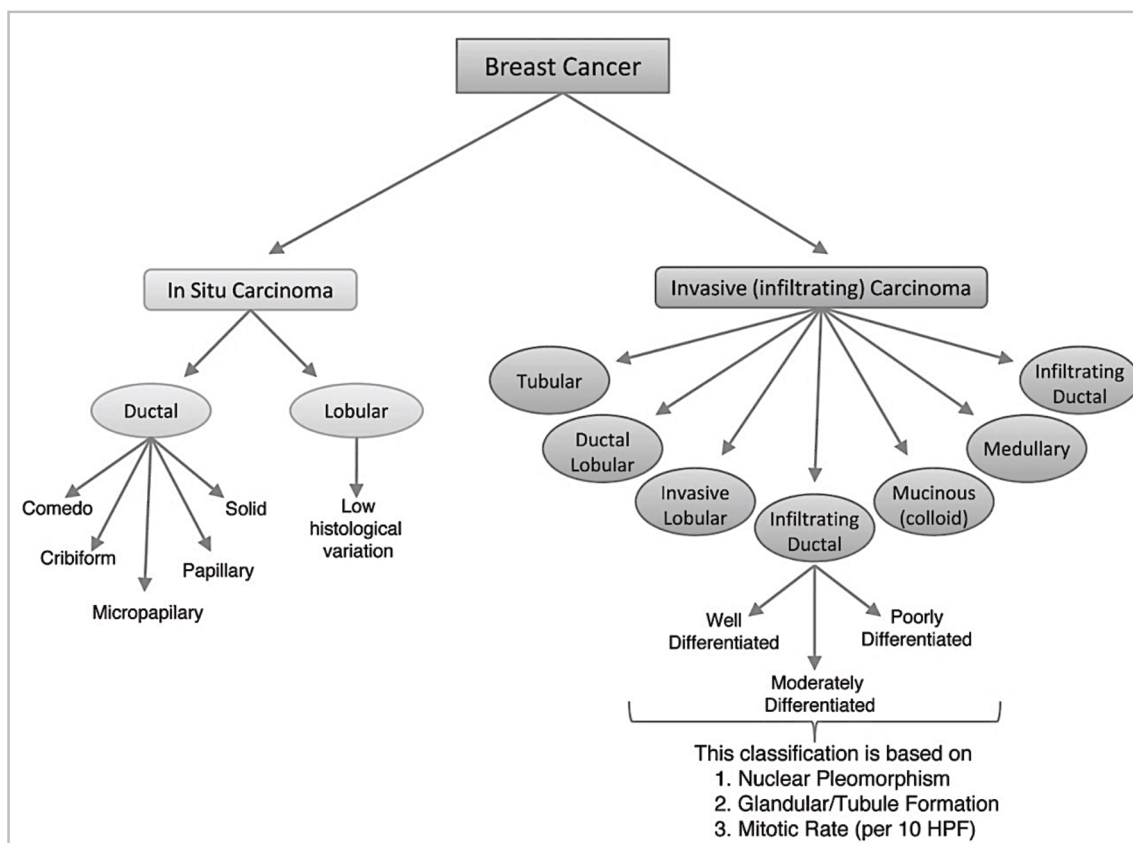 Breast Cancer
In Situ Carcinoma
Invasive (infiltrating) Carcinoma
Ductal
Lobular
Comedo
Cribiform
Micropapilary
Papillary
Solid
Low
histological
variation
Tubular
Ductal
Lobular
Invasive
Lobular
Infiltrating
Ductal
Mucinous
(colloid)
Medullary
Infiltrating
Ductal
Well
Differentiated
Moderately
Differentiated
Poorly
Differentiated
This classification is based on
1. Nuclear Pleomorphism
2. Glandular/Tubule Formation
3. Mitotic Rate (per 10 HPF)